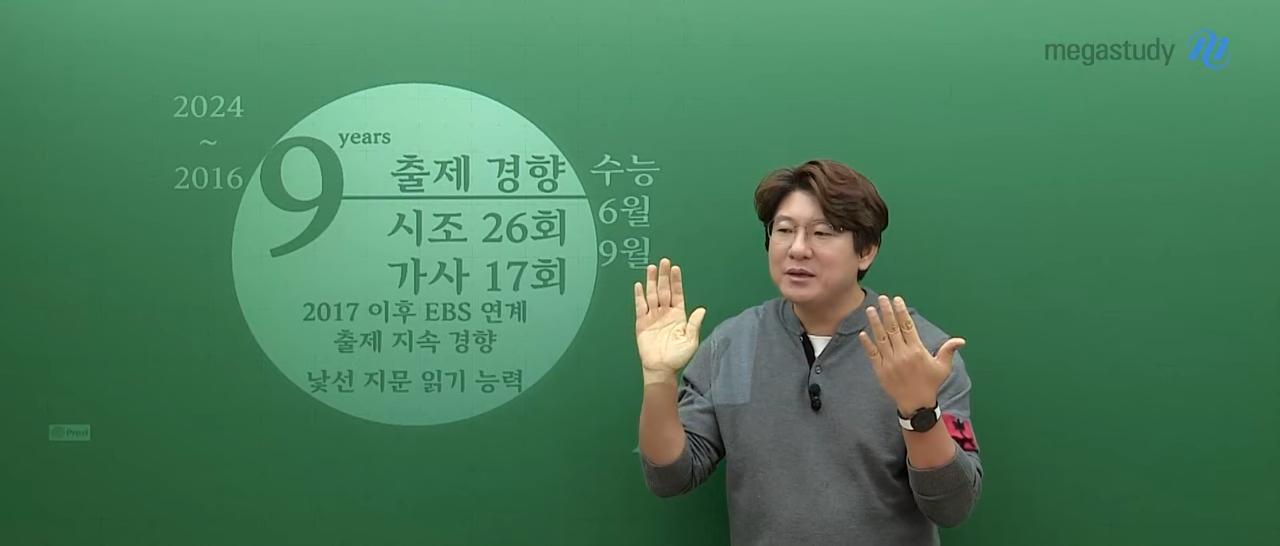 megastudy
2024
~
2016
9 years
출제 경향
시조 26회
가사 17회
2017 이후 EBS 연계
출제 지속 경향
낯선 지문 읽기 능력
수능
6월
9월